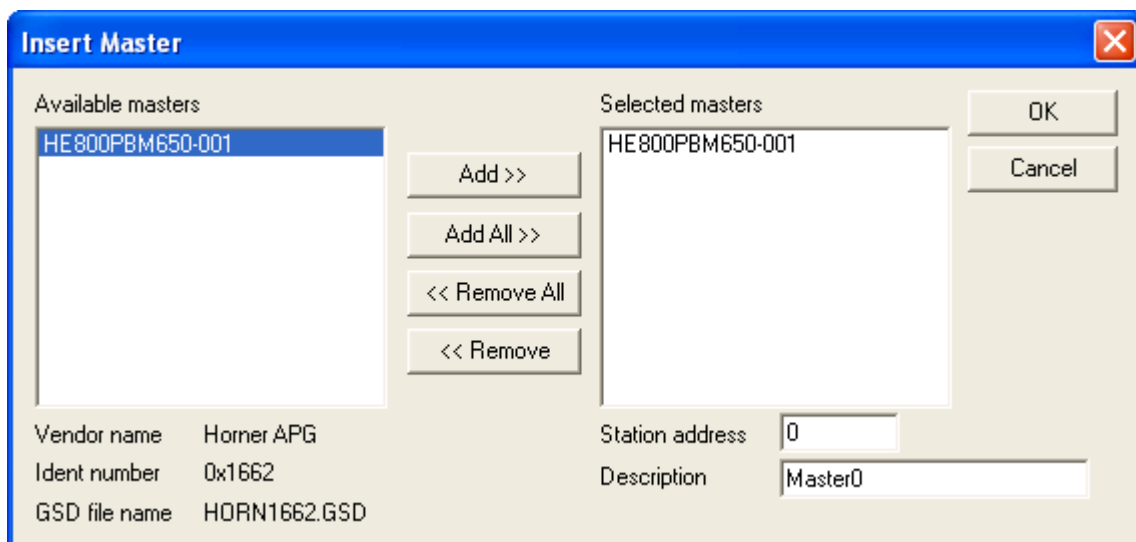 Insert Master
Available masters
HE800PBM650-001
Add >>
Add All >>
<< Remove All
<< Remove
Selected masters
HE800PBM650-001
OK
Cancel
Vendor name Horner APG
Ident number 0x1662
GSD file name HORN1662.GSD
Station address 0
Description Master0